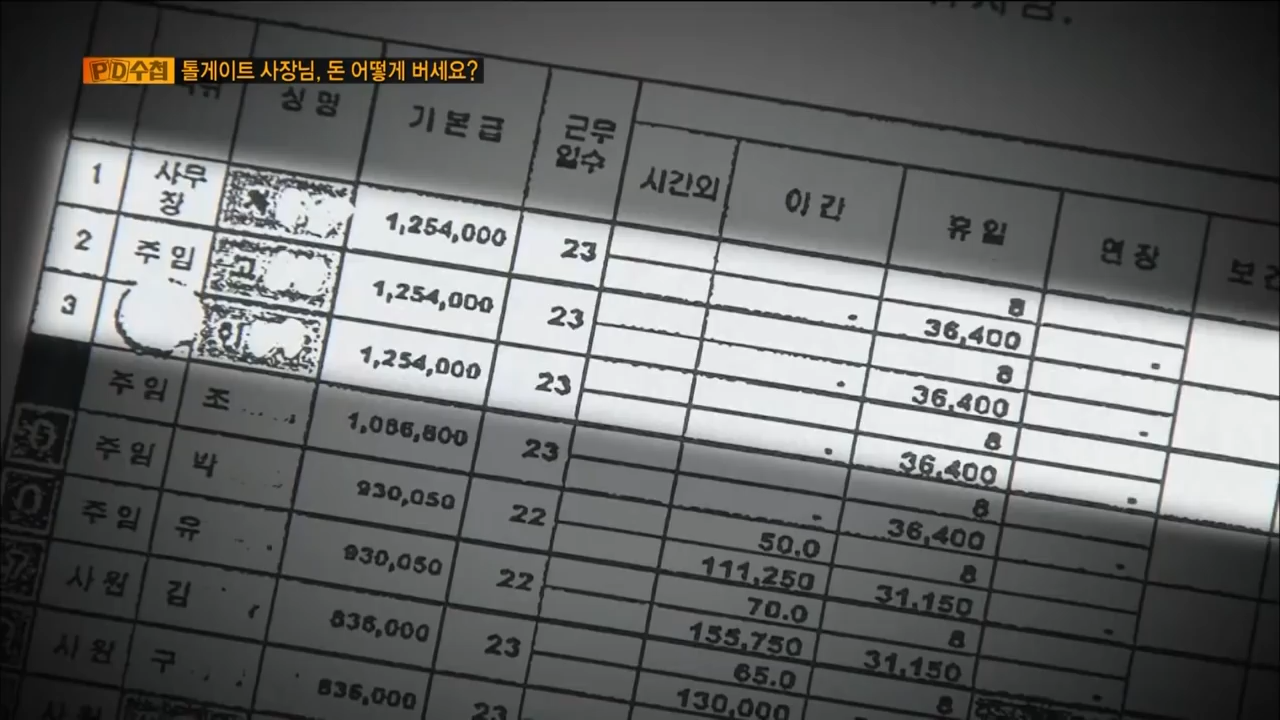 PD수첩 톨게이트 사장님, 돈 어떻게 버세요?
성명 기본급 근무일수 시간외 야간 휴일 연장
1 사무장 1,254,000 23 8
- 36,400 -
2 주임 고 1,254,000 23 8
- 36,400 -
3 이 1,254,000 23 8
- 36,400 -
주임 조 1,086,800 23 8
- 36,400 -
주임 박 930,050 22 50.0 8
111,250 31,150 -
주임 유 930,050 22 70.0 8
155,750 31,150 -
사원 김 836,000 23 65.0 8
130,000
사원 구 836,000 23
사원